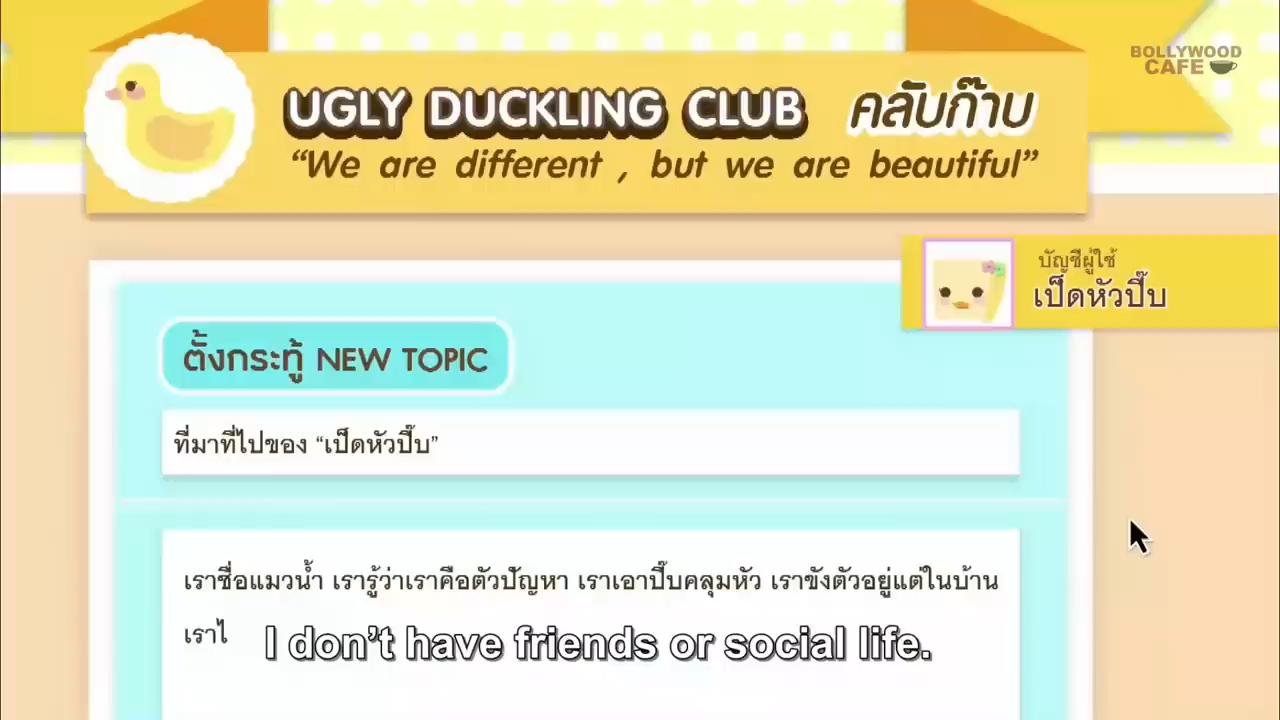 BOLLYWOOD
CAFE
UGLY DUCKLING CLUB คลับก๊าบ
“We are different , but we are beautiful”
บัญชีผู้ใช้
เป็ดหัวปี๊บ
ตั้งกระทู้ NEW TOPIC
ที่มาที่ไปของ “เป็ดหัวปี๊บ”
เราชื่อแมวน้ำ เรารู้ว่าเราคือตัวปัญหา เราเอาปี๊บคลุมหัว เราขังตัวอยู่แต่ในบ้าน
เราไ
I don’t have friends or social life.